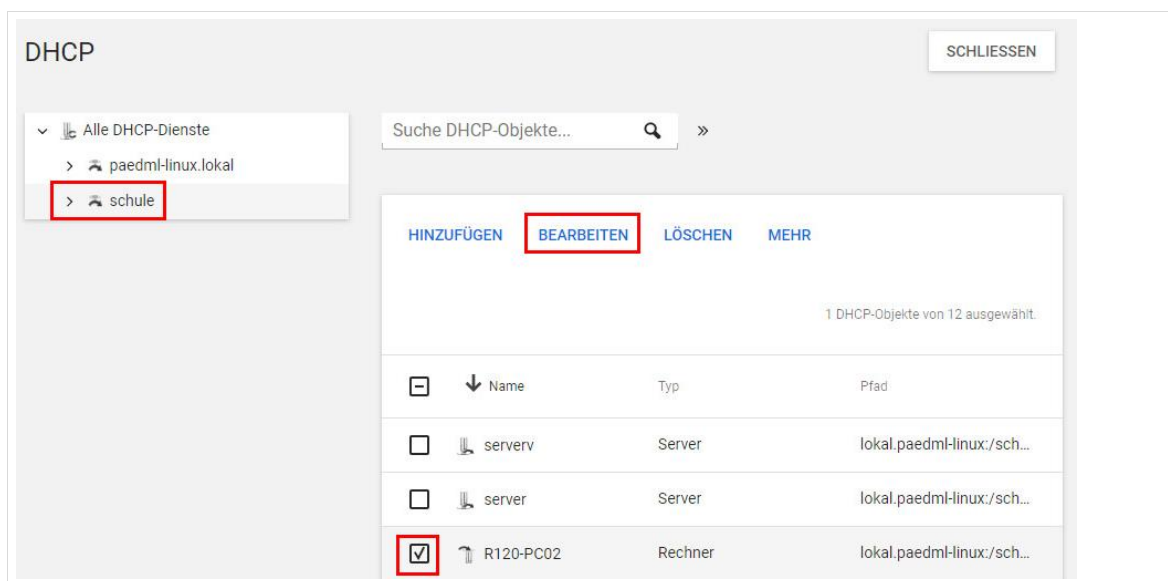 DHCP
SCHLIESSEN
Alle DHCP-Dienste
paedml-linux.lokal
schule
Suche DHCP-Objekte...
HINZUFÜGEN BEARBEITEN LÖSCHEN MEHR
1 DHCP-Objekte von 12 ausgewählt.
Name Typ Pfad
serverv Server lokal.paedml-linux:/sch...
server Server lokal.paedml-linux:/sch...
R120-PC02 Rechner lokal.paedml-linux:/sch...